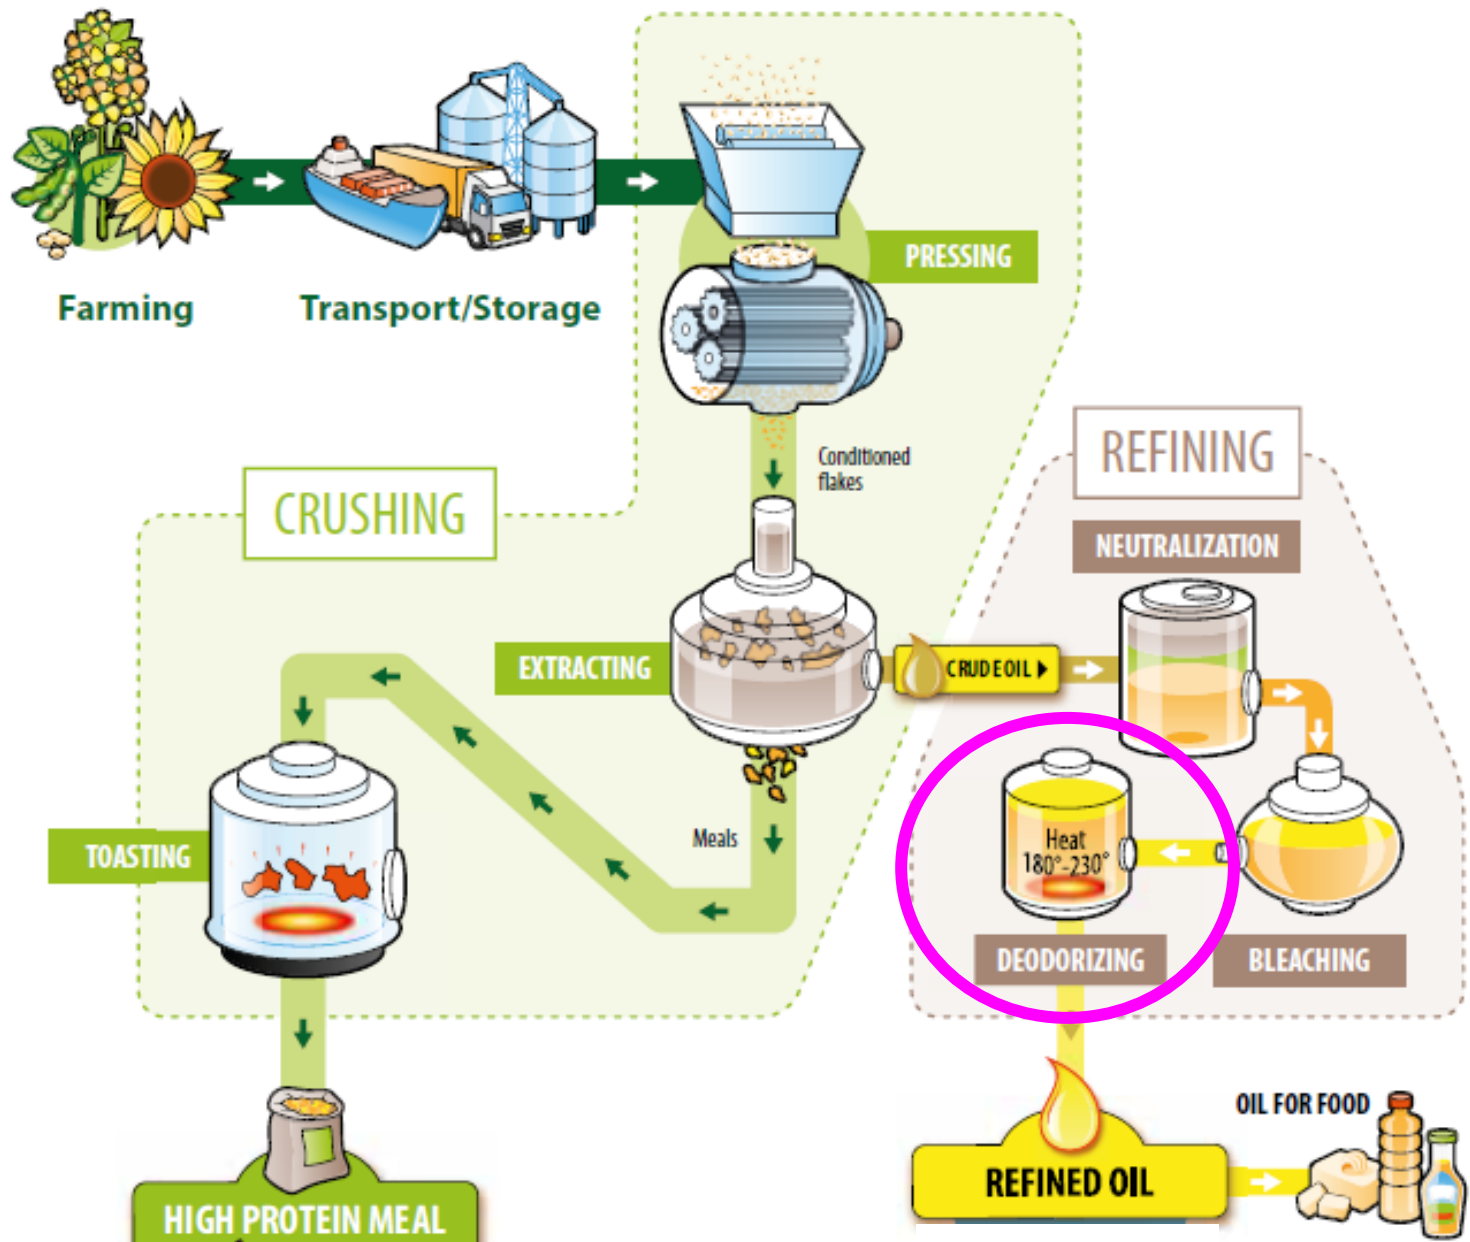 Farming
Transport/Storage
PRESSING
Conditioned
flakes
CRUSHING
REFINING
NEUTRALIZATION
EXTRACTING
CRUDE OIL
Meals
TOASTING
Heat
180°-230°
DEODORIZING
BLEACHING
OIL FOR FOOD
REFINED OIL
HIGH PROTEIN MEAL